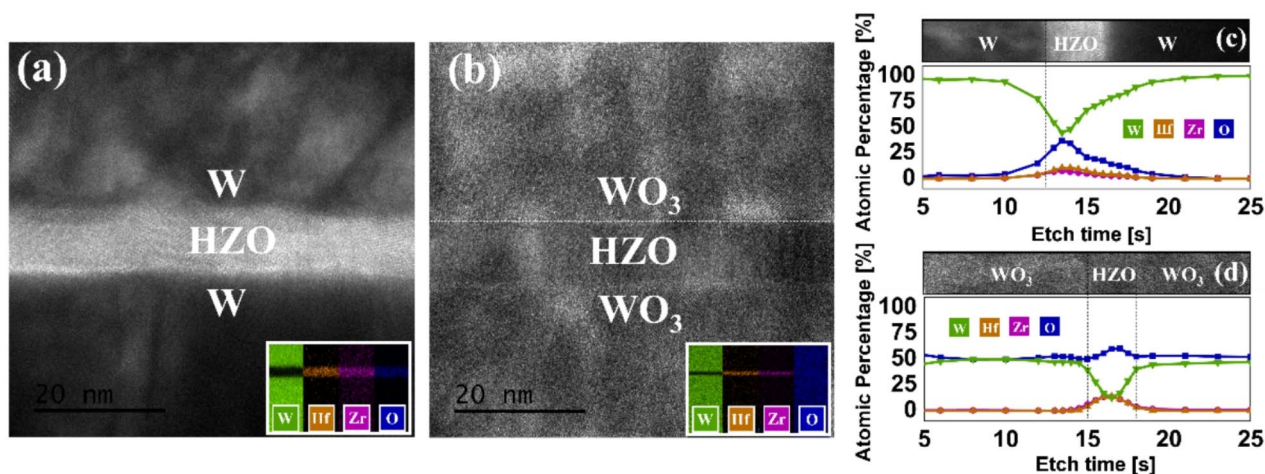 (a)
W
HZO
W
20 nm
W Hf Zr O
(b)
WO3
HZO
WO3
20 nm
W Hf Zr O
Atomic Percentage [%]
W HZO W (c)
100
75
50
25
0
W Hf Zr O
5 10 15 20 25
Etch time [s]
Atomic Percentage [%]
WO3 HZO WO3 (d)
100
75
50
25
0
W Hf Zr O
5 10 15 20 25
Etch time [s]